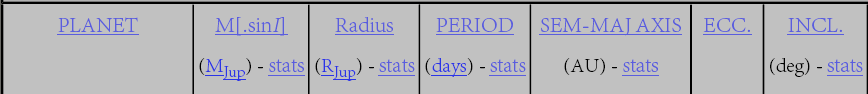 PLANET M[.sinI] Radius PERIOD SEM-MAJ AXIS ECC. INCL.
(MJup) - stats (RJup) - stats (days) - stats (AU) - stats (deg) - stats